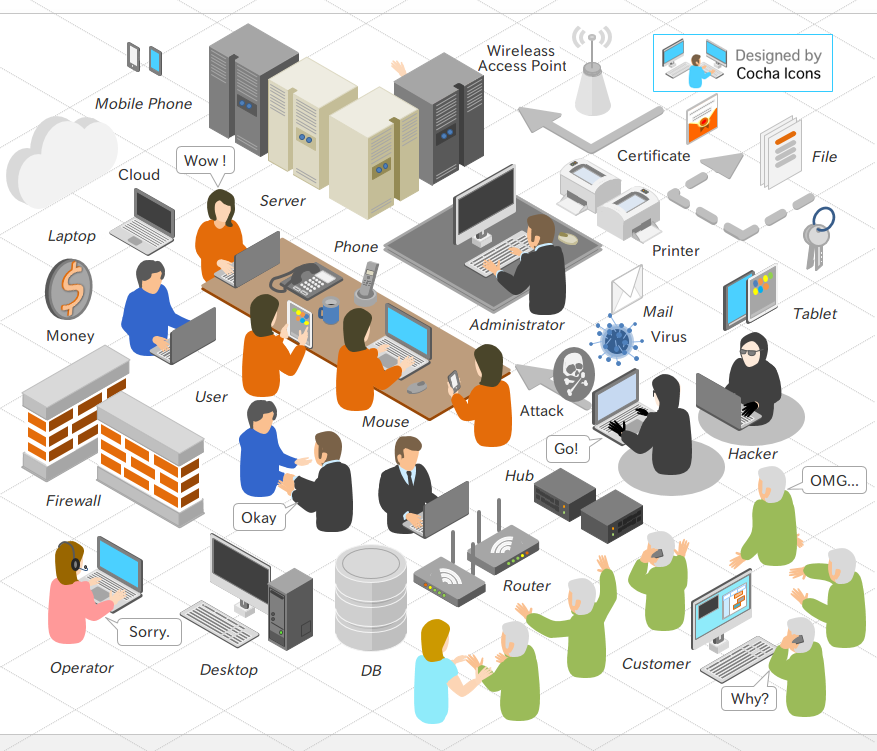 Wireleass
Access Point
Designed by
Cocha Icons
Mobile Phone
Certificate
File
Wow !
Cloud
Server
Laptop
Phone
Printer
Money
Administrator
Mail
Tablet
Virus
User
Mouse
Attack
Go!
Hacker
Firewall
Okay
Hub
OMG...
Router
Sorry.
Operator
Desktop
DB
Customer
Why?